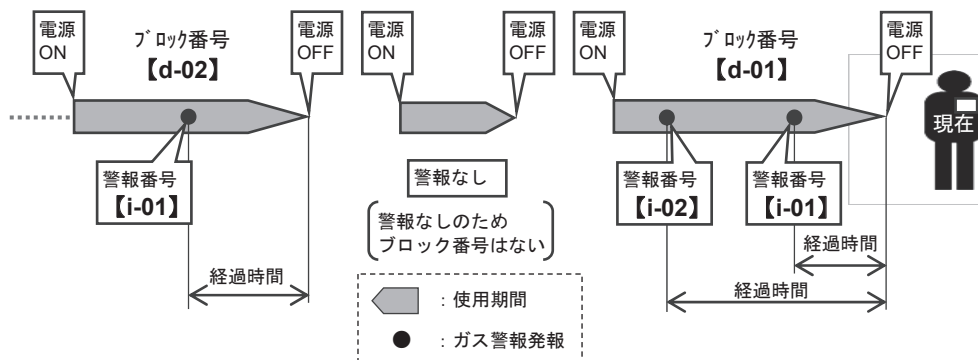 電源
ON
ブロック番号
【d-02】
電源
OFF
電源
ON
電源
OFF
電源
ON
ブロック番号
【d-01】
電源
OFF
現在
警報番号
【i-01】
警報なし
警報なしのため
ブロック番号はない
警報番号
【i-02】
警報番号
【i-01】
経過時間
経過時間
経過時間
：使用期間
：ガス警報発報